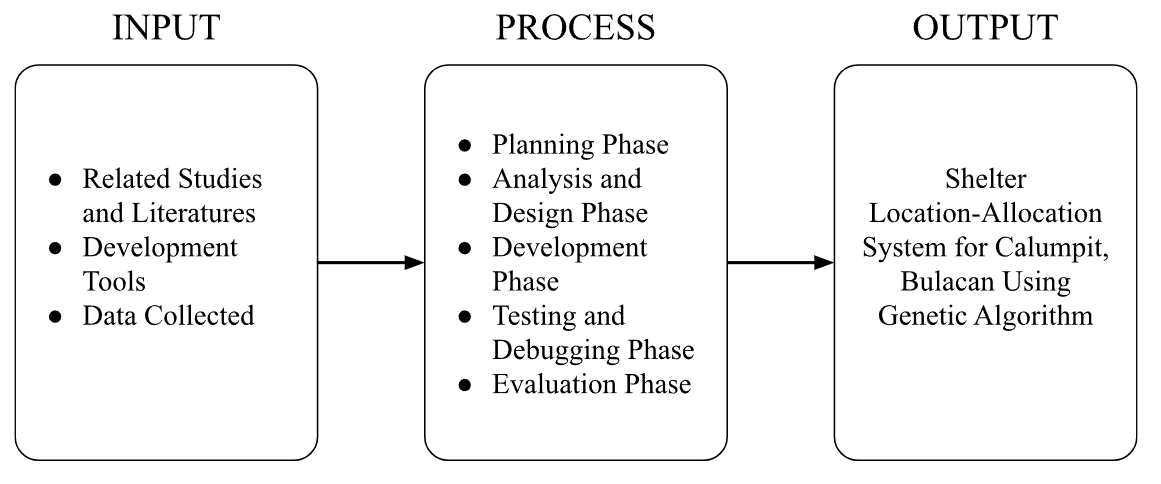 INPUT
PROCESS
OUTPUT
● Related Studies
and Literatures
● Development
Tools
● Data Collected
● Planning Phase
● Analysis and
Design Phase
● Development
Phase
● Testing and
Debugging Phase
● Evaluation Phase
Shelter
Location-Allocation
System for Calumpit,
Bulacan Using
Genetic Algorithm